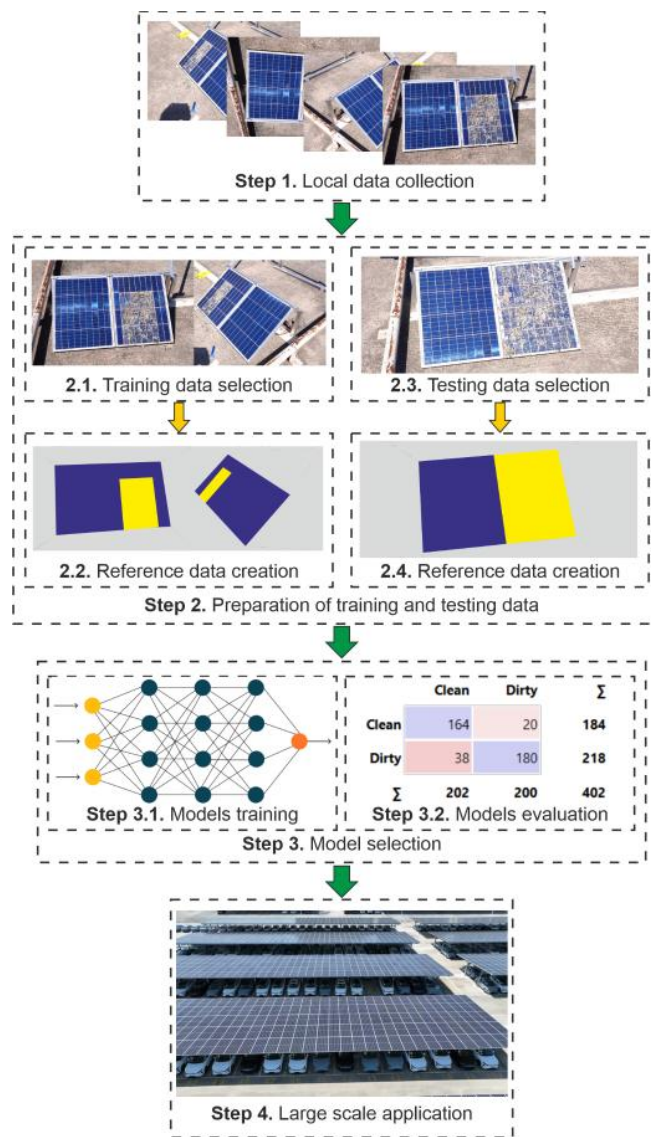 Step 1. Local data collection
2.1. Training data selection
2.3. Testing data selection
2.2. Reference data creation
2.4. Reference data creation
Step 2. Preparation of training and testing data
Clean Dirty ∑
Clean 164 20 184
Dirty 38 180 218
∑ 202 200 402
Step 3.1. Models training
Step 3.2. Models evaluation
Step 3. Model selection
Step 4. Large scale application